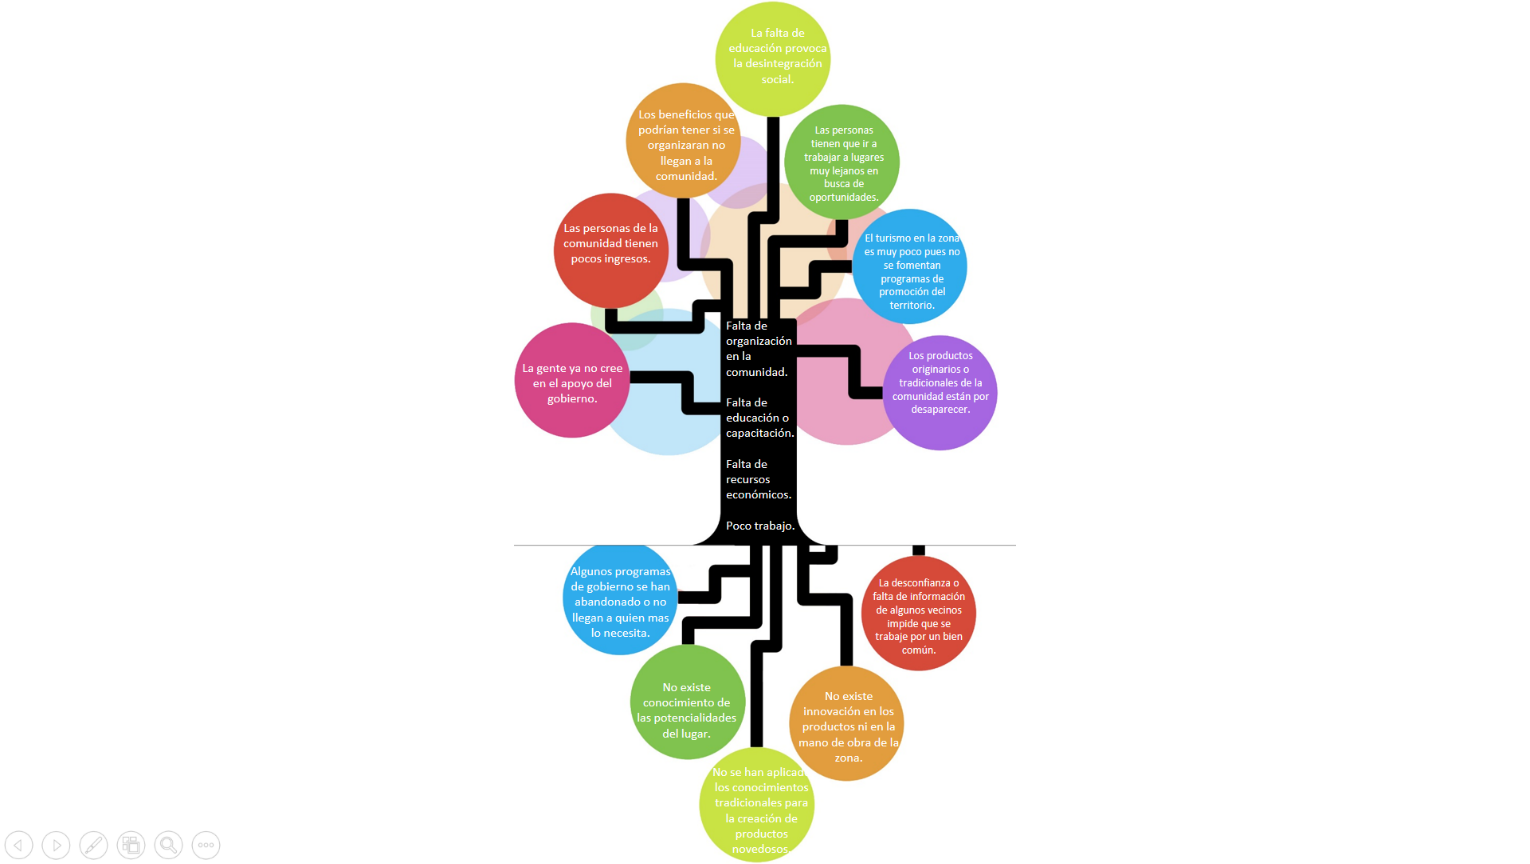 La falta de
educación provoca
la desintegración
social.
Los beneficios que
podrían tener si se
organizaran no
llegan a la
comunidad.
Las personas
tienen que ir a
trabajar a lugares
muy lejanos en
busca de
oportunidades.
Las personas de la
comunidad tienen
pocos ingresos.
El turismo en la zona
es muy poco pues no
se fomentan
programas de
promoción del
territorio.
La gente ya no cree
en el apoyo del
gobierno.
Los productos
originarios o
tradicionales de la
comunidad están por
desaparecer.
Falta de
organización
en la
comunidad.
Falta de
educación o
capacitación.
Falta de
recursos
económicos.
Poco trabajo.
Algunos programas
de gobierno se han
abandonado o no
llegan a quien mas
lo necesita.
La desconfianza o
falta de información
de algunos vecinos
impide que se
trabaje por un bien
común.
No existe
conocimiento de
las potencialidades
del lugar.
No existe
innovación en los
productos ni en la
mano de obra de la
zona.
No se han aplicado
los conocimientos
tradicionales para
la creación de
productos
novedosos.